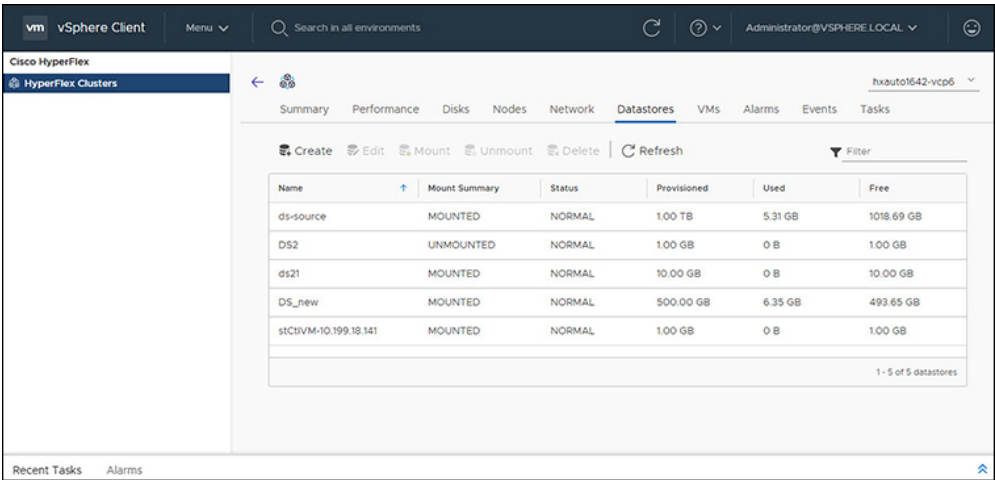 vm vSphere Client Menu Search in all environments Administrator@VSPHERE.LOCAL
Cisco HyperFlex
HyperFlex Clusters
hxauto1642-vcp6
Summary Performance Disks Nodes Network Datastores VMs Alarms Events Tasks
Create Edit Mount Unmount Delete Refresh Filter
Name Mount Summary Status Provisioned Used Free
ds-source MOUNTED NORMAL 1.00 TB 5.31 GB 1018.69 GB
DS2 UNMOUNTED NORMAL 1.00 GB 0 B 1.00 GB
ds21 MOUNTED NORMAL 10.00 GB 0 B 10.00 GB
DS_new MOUNTED NORMAL 500.00 GB 6.35 GB 493.65 GB
stCtlVM-10.199.18.141 MOUNTED NORMAL 1.00 GB 0 B 1.00 GB
1 - 5 of 5 datastores
Recent Tasks Alarms